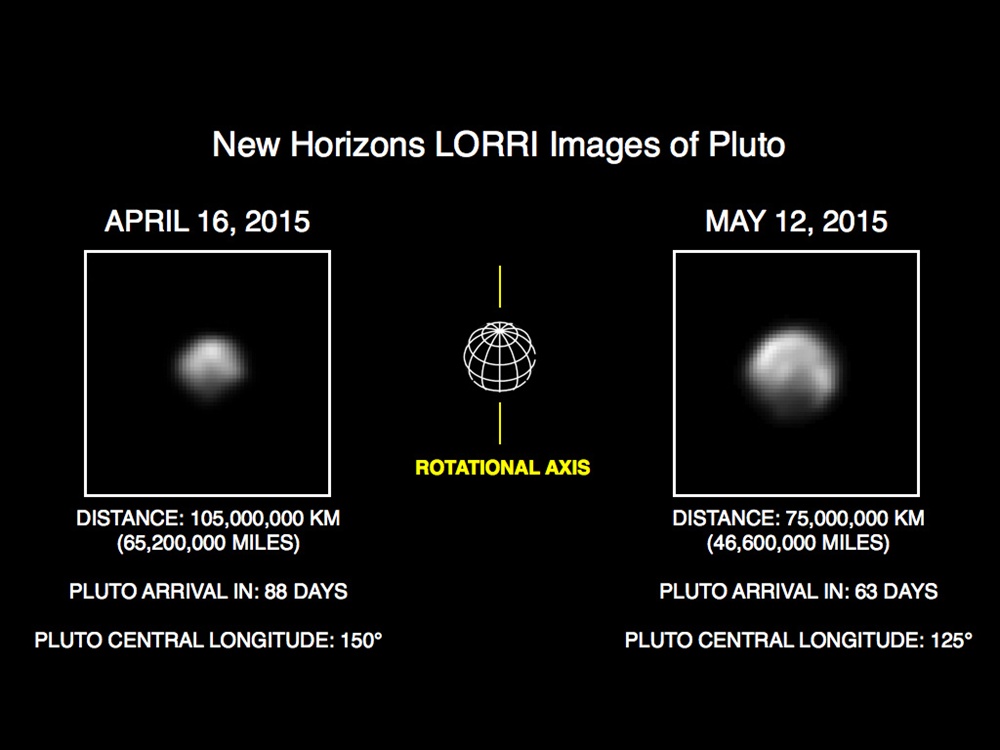 New Horizons LORRI Images of Pluto
APRIL 16, 2015
MAY 12, 2015
ROTATIONAL AXIS
DISTANCE: 105,000,000 KM
(65,200,000 MILES)
PLUTO ARRIVAL IN: 88 DAYS
PLUTO CENTRAL LONGITUDE: 150°
DISTANCE: 75,000,000 KM
(46,600,000 MILES)
PLUTO ARRIVAL IN: 63 DAYS
PLUTO CENTRAL LONGITUDE: 125°